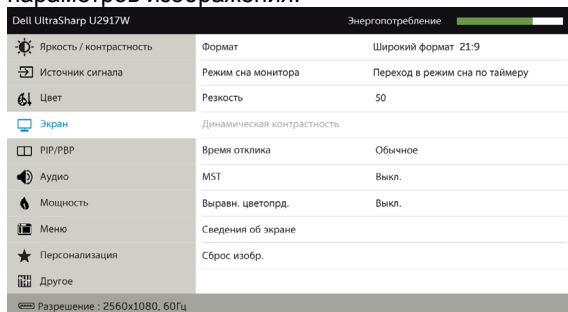 параметров изображения.
Dell UltraSharp U2917W Энергопотребление
Яркость / контрастность Формат Широкий формат 21:9
Источник сигнала Режим сна монитора Переход в режим сна по таймеру
Цвет Резкость 50
Экран Динамическая контрастность
PIP/PBP Время отклика Обычное
Аудио MST Выкл.
Мощность Выравн. цветопрд. Выкл.
Меню Сведения об экране
Персонализация Сброс изобр.
Другое
Разрешение : 2560x1080, 60Гц